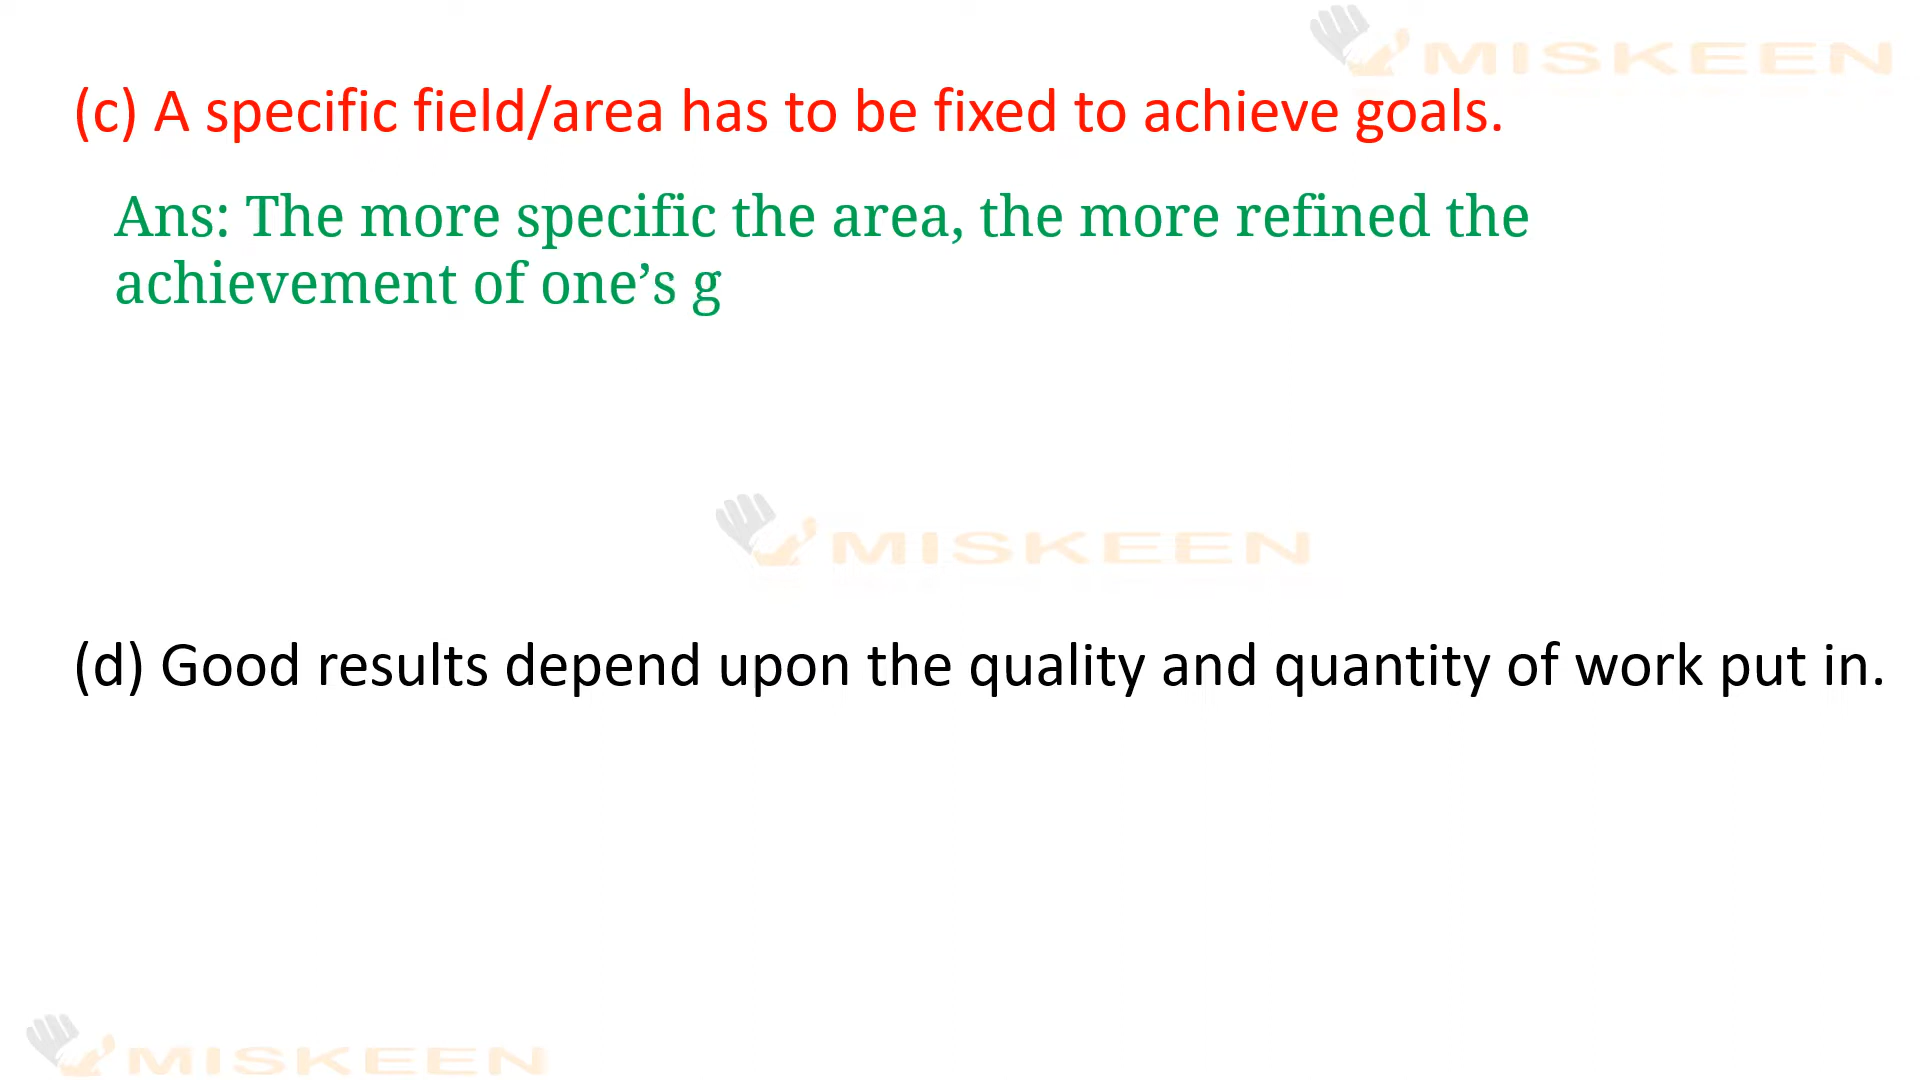 MISKEEN
(c) A specific field/area has to be fixed to achieve goals.
Ans: The more specific the area, the more refined the
achievement of one’s g
MISKEEN
(d) Good results depend upon the quality and quantity of work put in.
MISKEEN